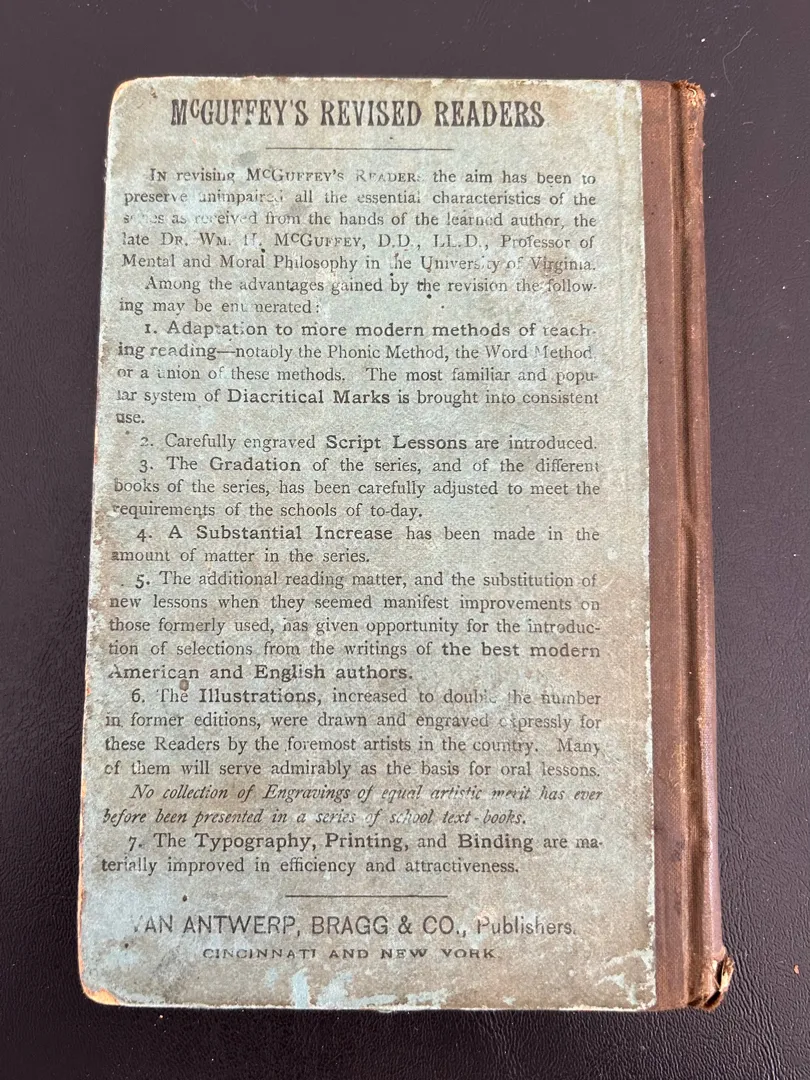 McGUFFEY'S REVISED READERS
IN revising McGUFFEY'S READERS the aim has been to
preserve unimpaired all the essential characteristics of the
series as received from the hands of the learned author, the
late DR. WM. H. McGUFFEY, D.D., LL.D., Professor of
Mental and Moral Philosophy in the University of Virginia.
Among the advantages gained by the revision the follow-
ing may be enumerated:
1. Adaptation to more modern methods of teach-
ing reading—notably the Phonic Method, the Word Method,
or a union of these methods. The most familiar and popu-
lar system of Diacritical Marks is brought into consistent
use.
2. Carefully engraved Script Lessons are introduced.
3. The Gradation of the series, and of the different
books of the series, has been carefully adjusted to meet the
requirements of the schools of to-day.
4. A Substantial Increase has been made in the
amount of matter in the series.
5. The additional reading matter, and the substitution of
new lessons when they seemed manifest improvements on
those formerly used, has given opportunity for the introduc-
tion of selections from the writings of the best modern
American and English authors.
6. The Illustrations, increased to double the number
in former editions, were drawn and engraved expressly for
these Readers by the foremost artists in the country. Many
of them will serve admirably as the basis for oral lessons.
No collection of Engravings of equal artistic merit has ever
before been presented in a series of school text-books.
7. The Typography, Printing, and Binding are ma-
terially improved in efficiency and attractiveness.
VAN ANTWERP, BRAGG & CO., Publishers.
CINCINNATI AND NEW YORK.